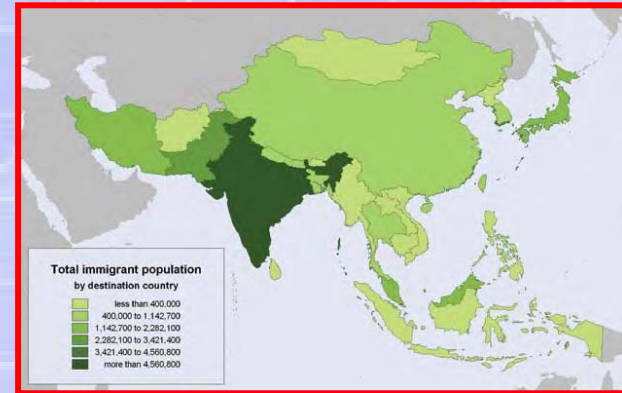 Total immigrant population
by destination country
less than 400,000
400,000 to 1,142,700
1,142,700 to 2,282,100
2,282,100 to 3,421,400
3,421,400 to 4,560,800
more than 4,560,800